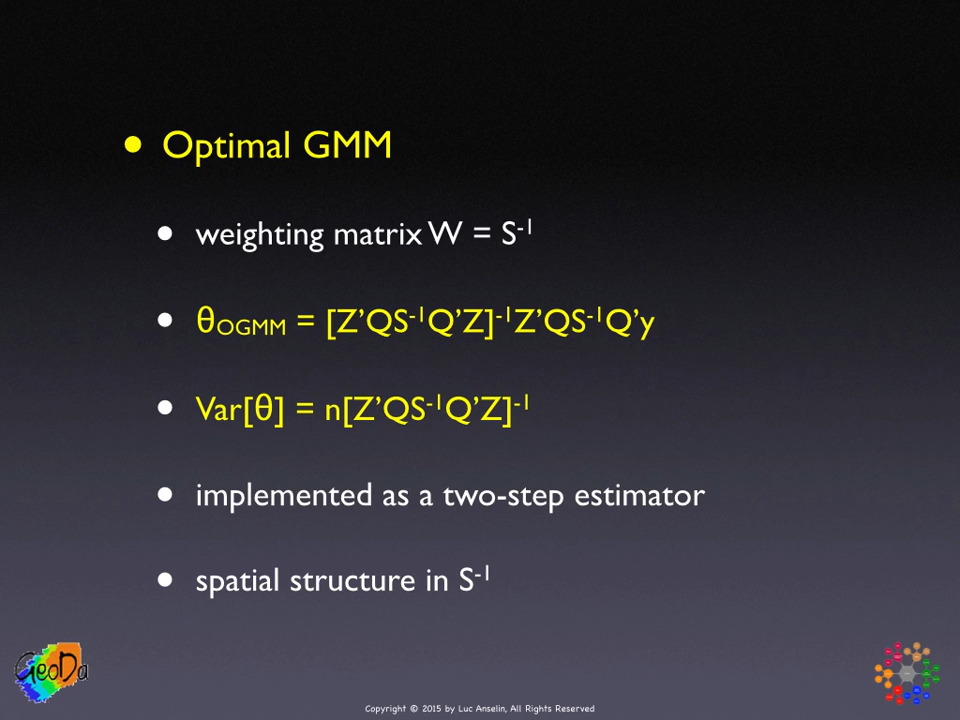 • Optimal GMM
• weighting matrix W = S⁻¹
• θ_OGMM = [Z’QS⁻¹Q’Z]⁻¹Z’QS⁻¹Q’y
• Var[θ] = n[Z’QS⁻¹Q’Z]⁻¹
• implemented as a two-step estimator
• spatial structure in S⁻¹
GeoDa
Copyright © 2015 by Luc Anselin, All Rights Reserved